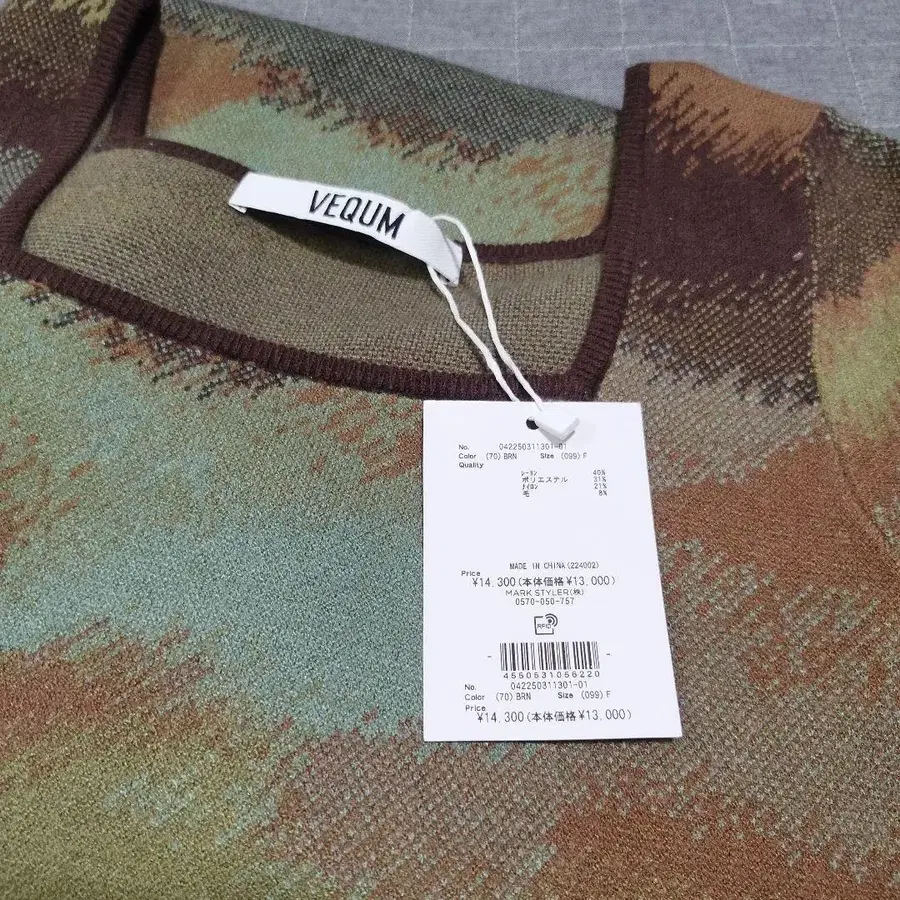 VEQUM
No. 042250311301-01
Color (70) BRN Size (099) F
Quality
レーヨン 40%
ポリエステル 31%
ナイロン 21%
毛 8%
MADE IN CHINA(224002)
Price
¥14,300(本体価格¥13,000)
MARK STYLER(株)
0570-050-757
RFID
4550531056220
No. 042250311301-01
Color (70) BRN Size (099) F
Price
¥14,300(本体価格¥13,000)